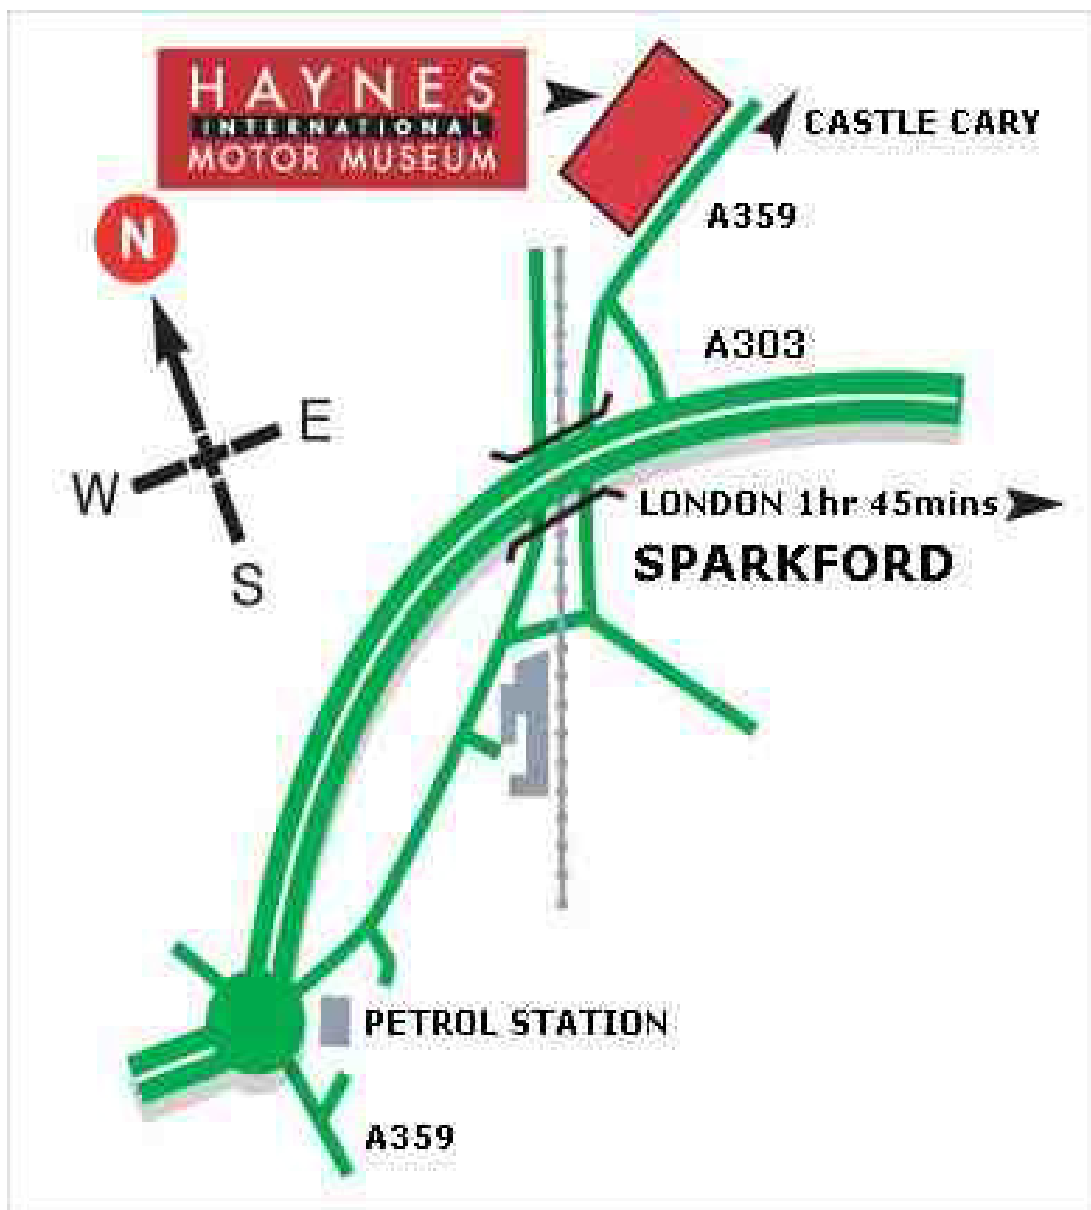 HAYNES
INTERNATIONAL
MOTOR MUSEUM
CASTLE CARY
N
A359
A303
E
W
LONDON 1hr 45mins
SPARKFORD
S
PETROL STATION
A359